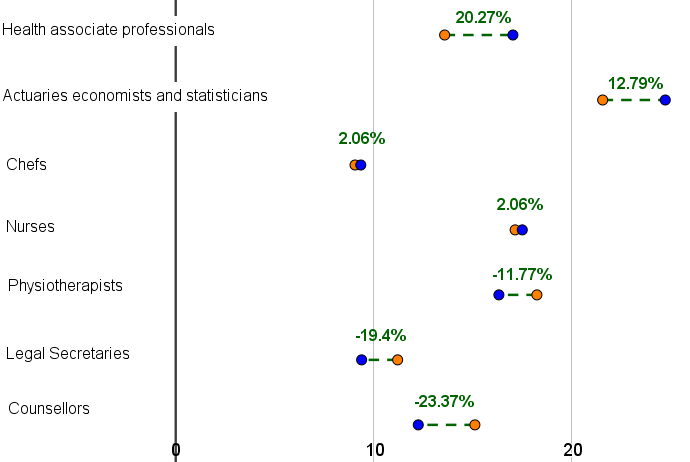 20.27%
Health associate professionals
12.79%
Actuaries economists and statisticians
2.06%
Chefs
2.06%
Nurses
-11.77%
Physiotherapists
-19.4%
Legal Secretaries
-23.37%
Counsellors
0 10 20